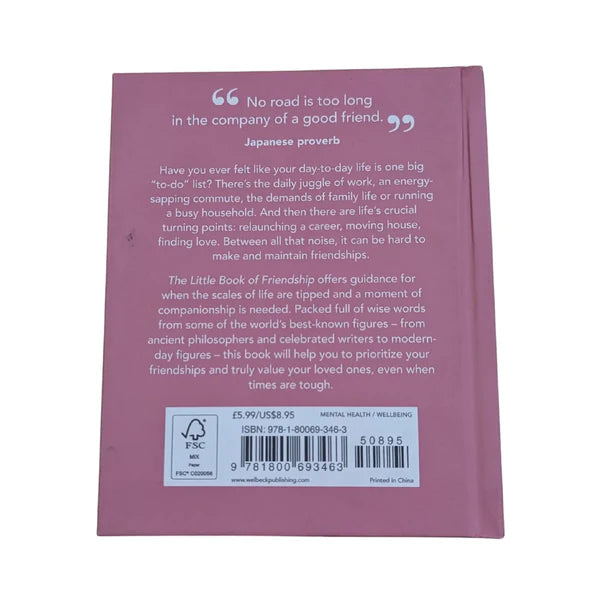 “ No road is too long
in the company of a good friend. ”
Japanese proverb
Have you ever felt like your day-to-day life is one big
“to-do” list? There’s the daily juggle of work, an energy-
sapping commute, the demands of family life or running
a busy household. And then there are life’s crucial
turning points: relaunching a career, moving house,
finding love. Between all that noise, it can be hard to
make and maintain friendships.
The Little Book of Friendship offers guidance for
when the scales of life are tipped and a moment of
companionship is needed. Packed full of wise words
from some of the world’s best-known figures – from
ancient philosophers and celebrated writers to modern-
day figures – this book will help you to prioritize your
friendships and truly value your loved ones, even when
times are tough.
£5.99/US$8.95 MENTAL HEALTH / WELLBEING
ISBN: 978-1-80069-346-3
50895
9 781800 693463
www.welbeckpublishing.com Printed in China
FSC
MIX
Paper
FSC® C020056